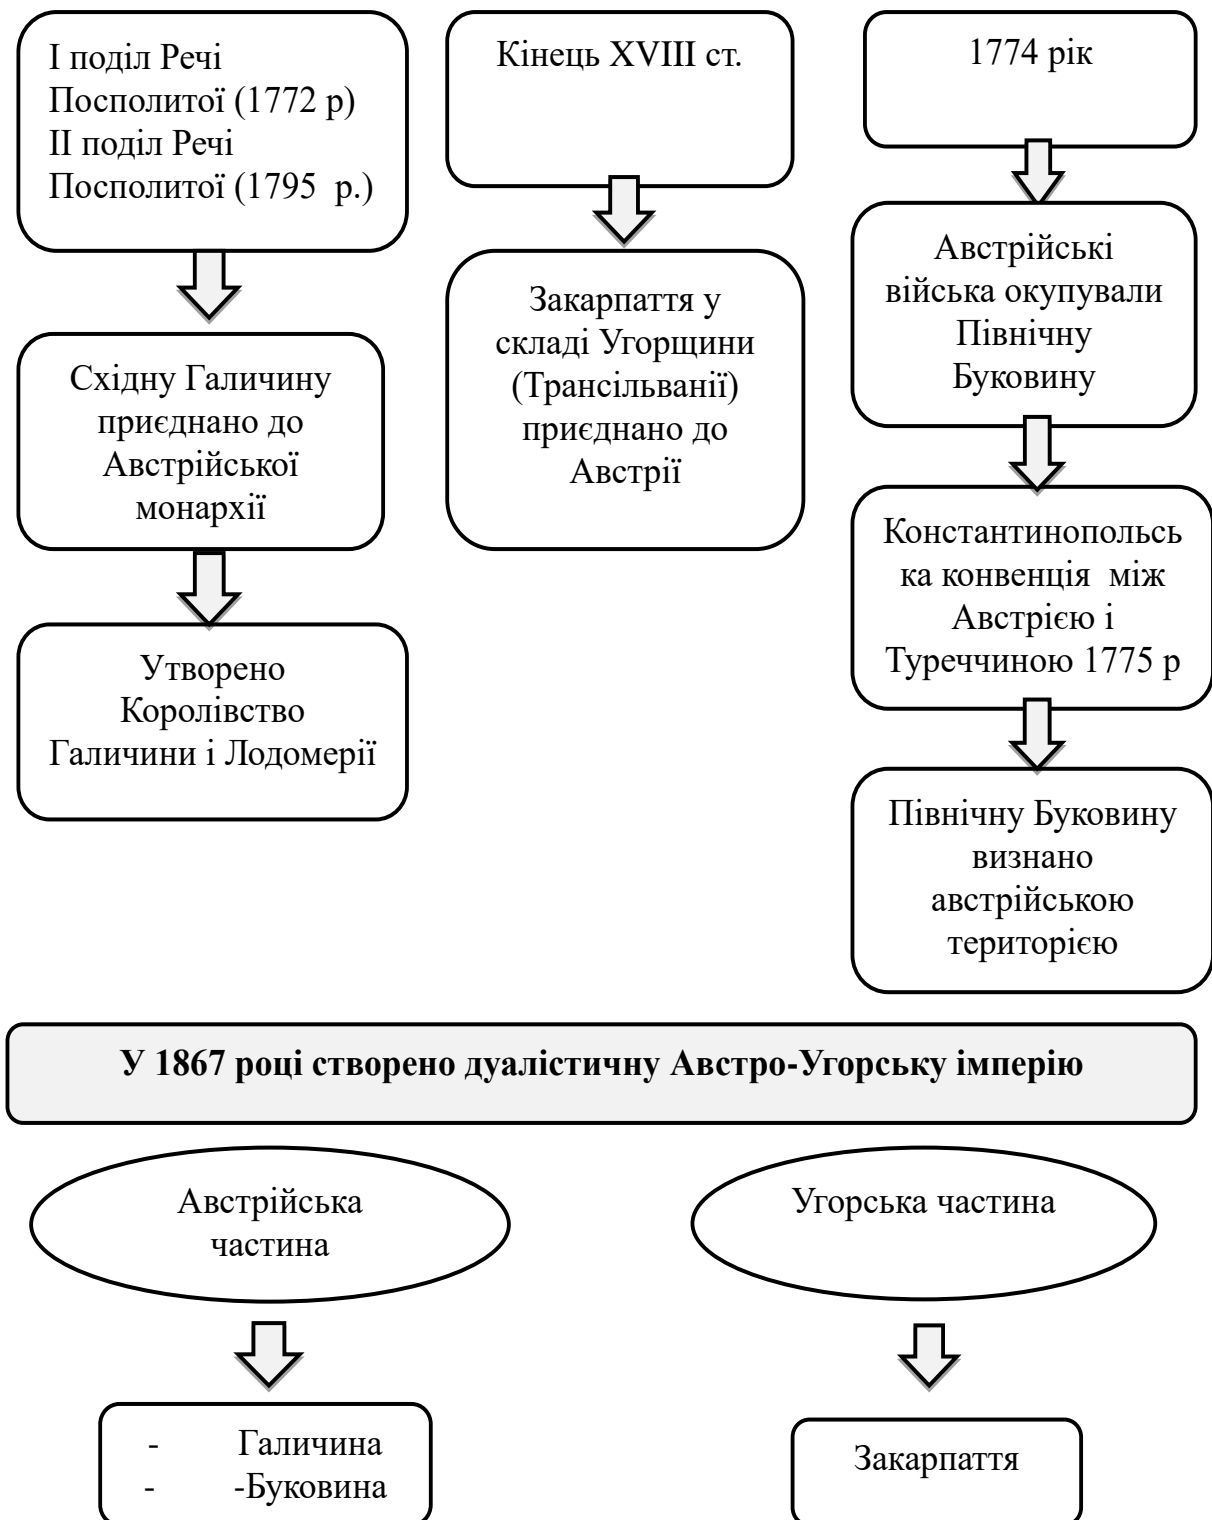 І поділ Речі
Посполитої (1772 р)
ІІ поділ Речі
Посполитої (1795 р.)
Східну Галичину
приєднано до
Австрійської
монархії
Утворено
Королівство
Галичини і Лодомерії
Кінець XVIII ст.
Закарпаття у
складі Угорщини
(Трансільванії)
приєднано до
Австрії
1774 рік
Австрійські
війська окупували
Північну
Буковину
Константинопольсь
ка конвенція між
Австрією і
Туреччиною 1775 р
Північну Буковину
визнано
австрійською
територією
У 1867 році створено дуалістичну Австро-Угорську імперію
Австрійська
частина
- Галичина
- -Буковина
Угорська частина
Закарпаття